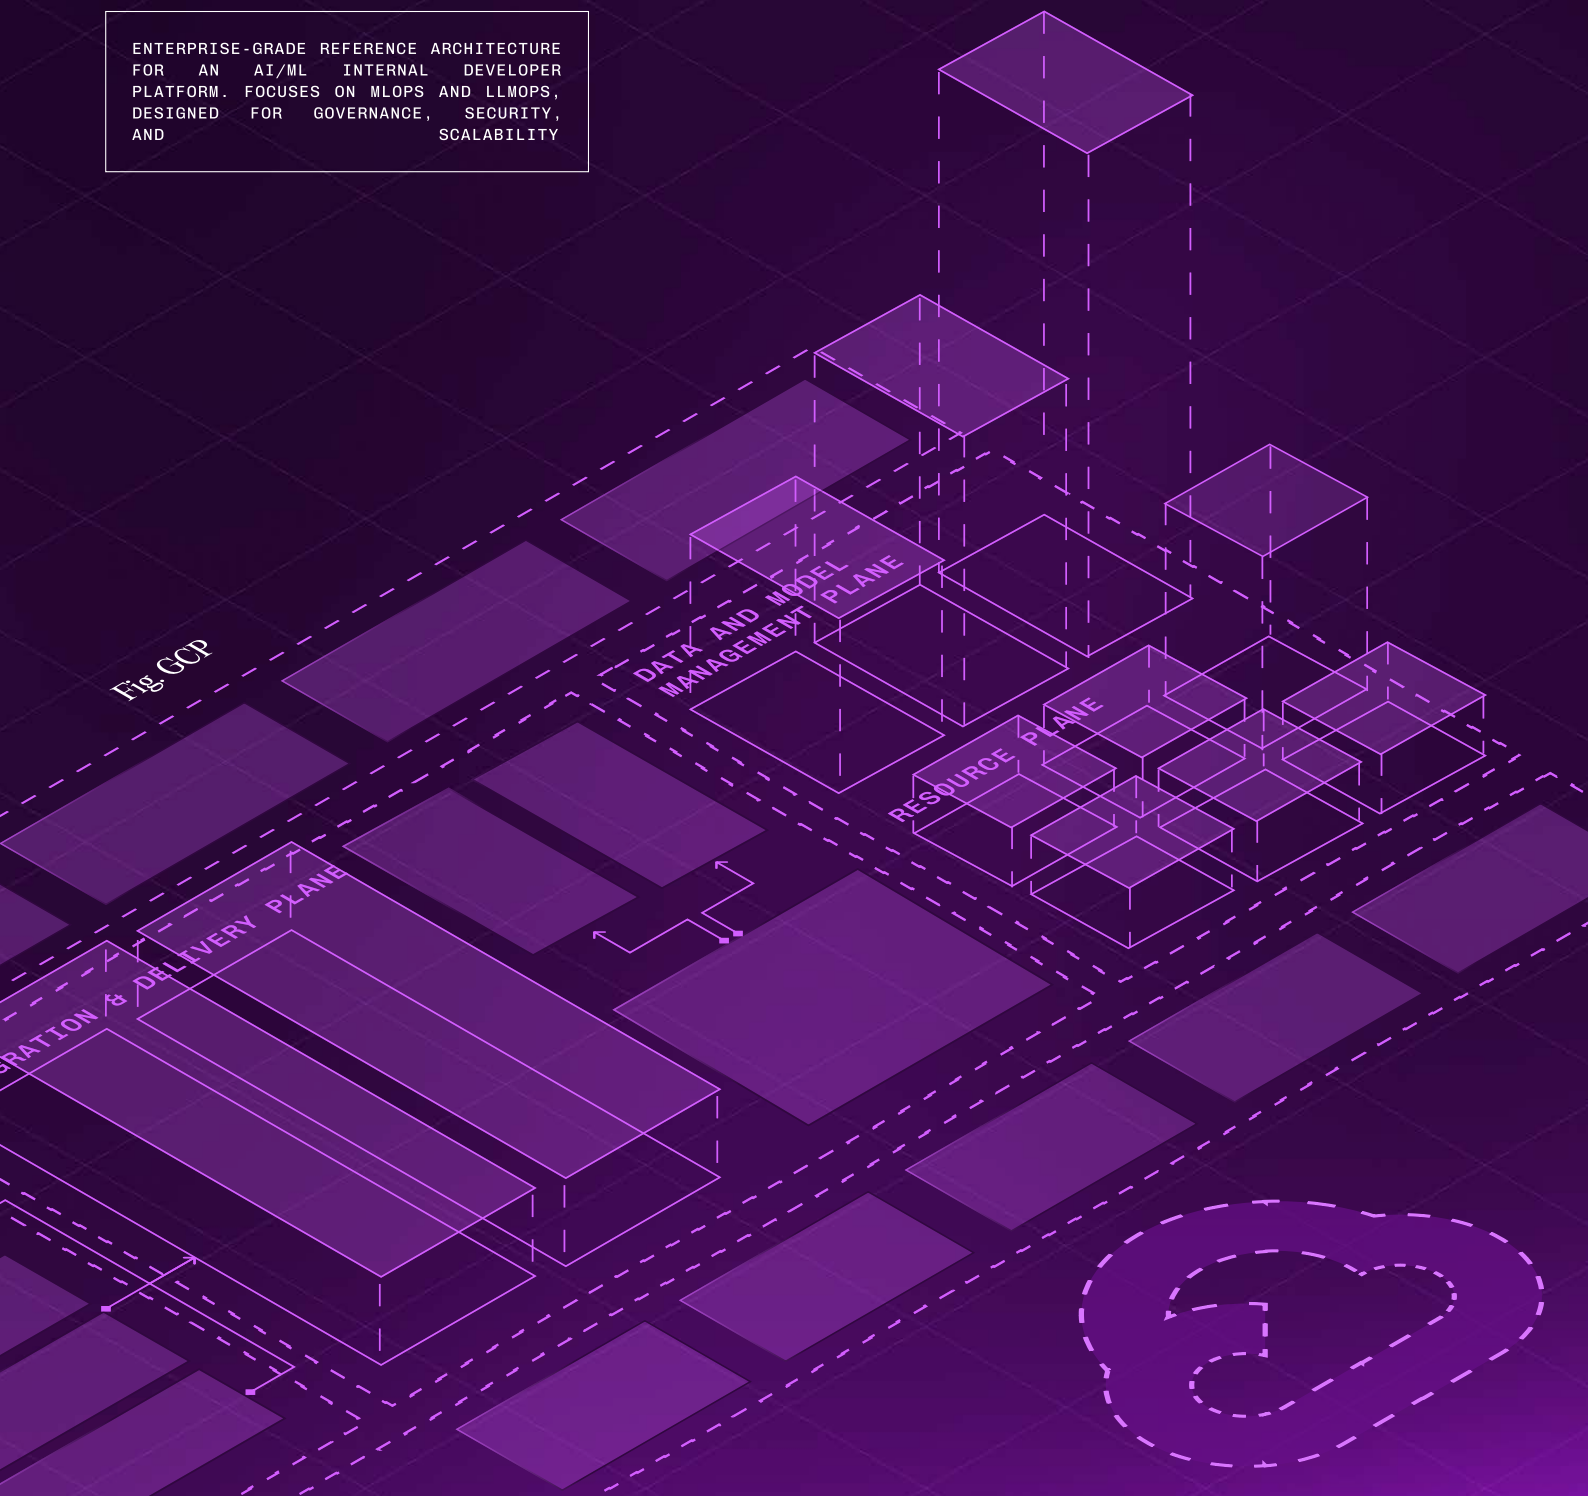 ENTERPRISE-GRADE REFERENCE ARCHITECTURE
FOR AN AI/ML INTERNAL DEVELOPER
PLATFORM. FOCUSES ON MLOPS AND LLMOPS,
DESIGNED FOR GOVERNANCE, SECURITY,
AND SCALABILITY
Fig.GCP
DATA AND MODEL
MANAGEMENT PLANE
RESOURCE PLANE
GRATION & DELIVERY PLANE